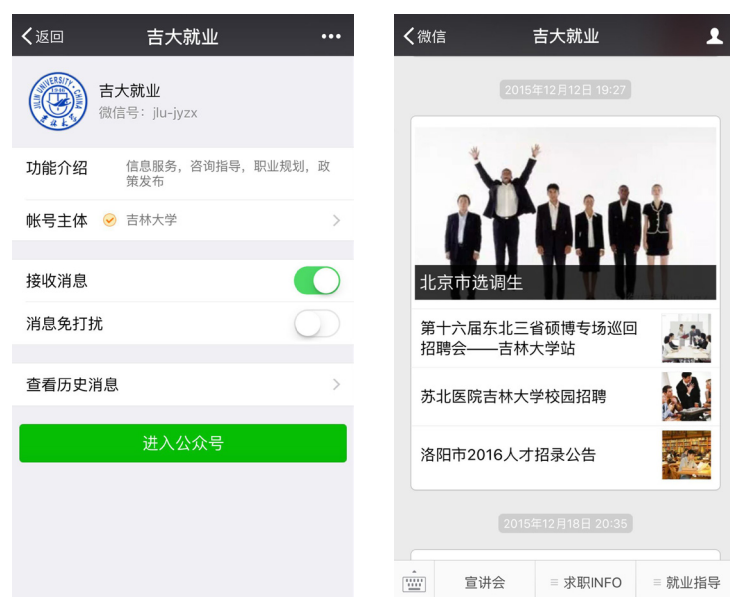 返回
吉大就业
吉大就业
微信号: jlu-jyzx
功能介绍
信息服务，咨询指导，职业规划，政
策发布
帐号主体
吉林大学
接收消息
消息免打扰
查看历史消息
进入公众号
微信
吉大就业
2015年12月12日 19:27
北京市选调生
第十六届东北三省硕博专场巡回
招聘会——吉林大学站
苏北医院吉林大学校园招聘
洛阳市2016人才招录公告
2015年12月18日 20:35
宣讲会
求职INFO
就业指导